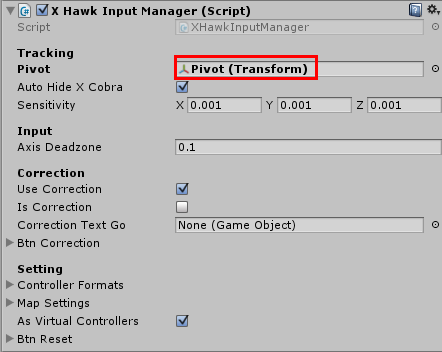 X Hawk Input Manager (Script)
Script XHawkInputManager
Tracking
Pivot Pivot (Transform)
Auto Hide X Cobra
Sensitivity X 0.001 Y 0.001 Z 0.001
Input
Axis Deadzone 0.1
Correction
Use Correction
Is Correction
Correction Text Go None (Game Object)
Btn Correction
Setting
Controller Formats
Map Settings
As Virtual Controllers
Btn Reset